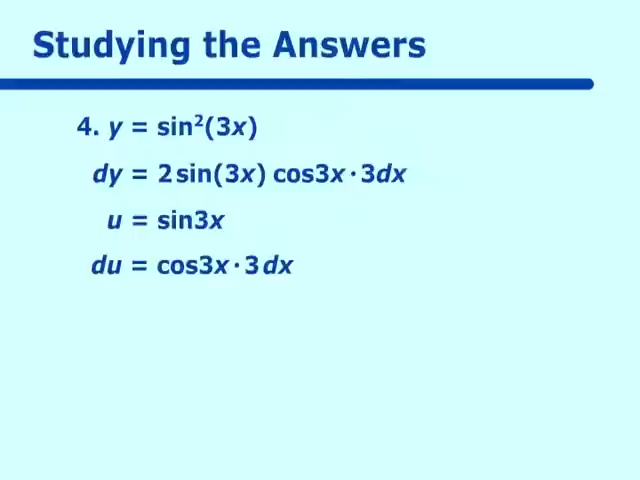 Studying the Answers
4. y = sin²(3x)
dy = 2 sin(3x) cos3x · 3dx
u = sin3x
du = cos3x · 3 dx